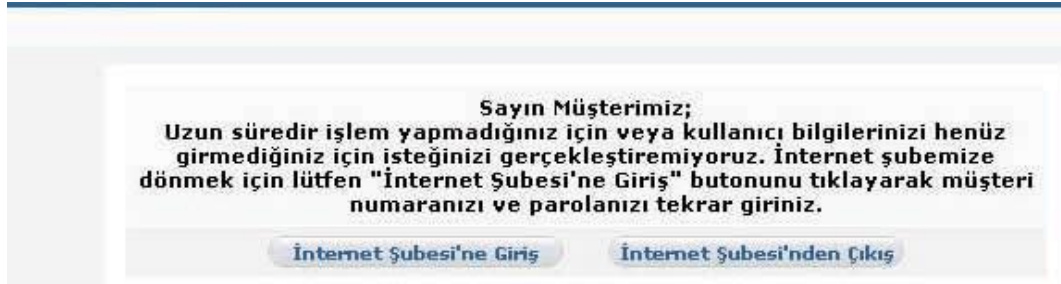 Sayın Müşterimiz;
Uzun süredir işlem yapmadığınız için veya kullanıcı bilgilerinizi henüz
girmediğiniz için isteğinizi gerçekleştiremiyoruz. İnternet şubemize
dönmek için lütfen "İnternet Şubesi'ne Giriş" butonunu tıklayarak müşteri
numaranızı ve parolanızı tekrar giriniz.
İnternet Şubesi'ne Giriş İnternet Şubesi'nden Çıkış